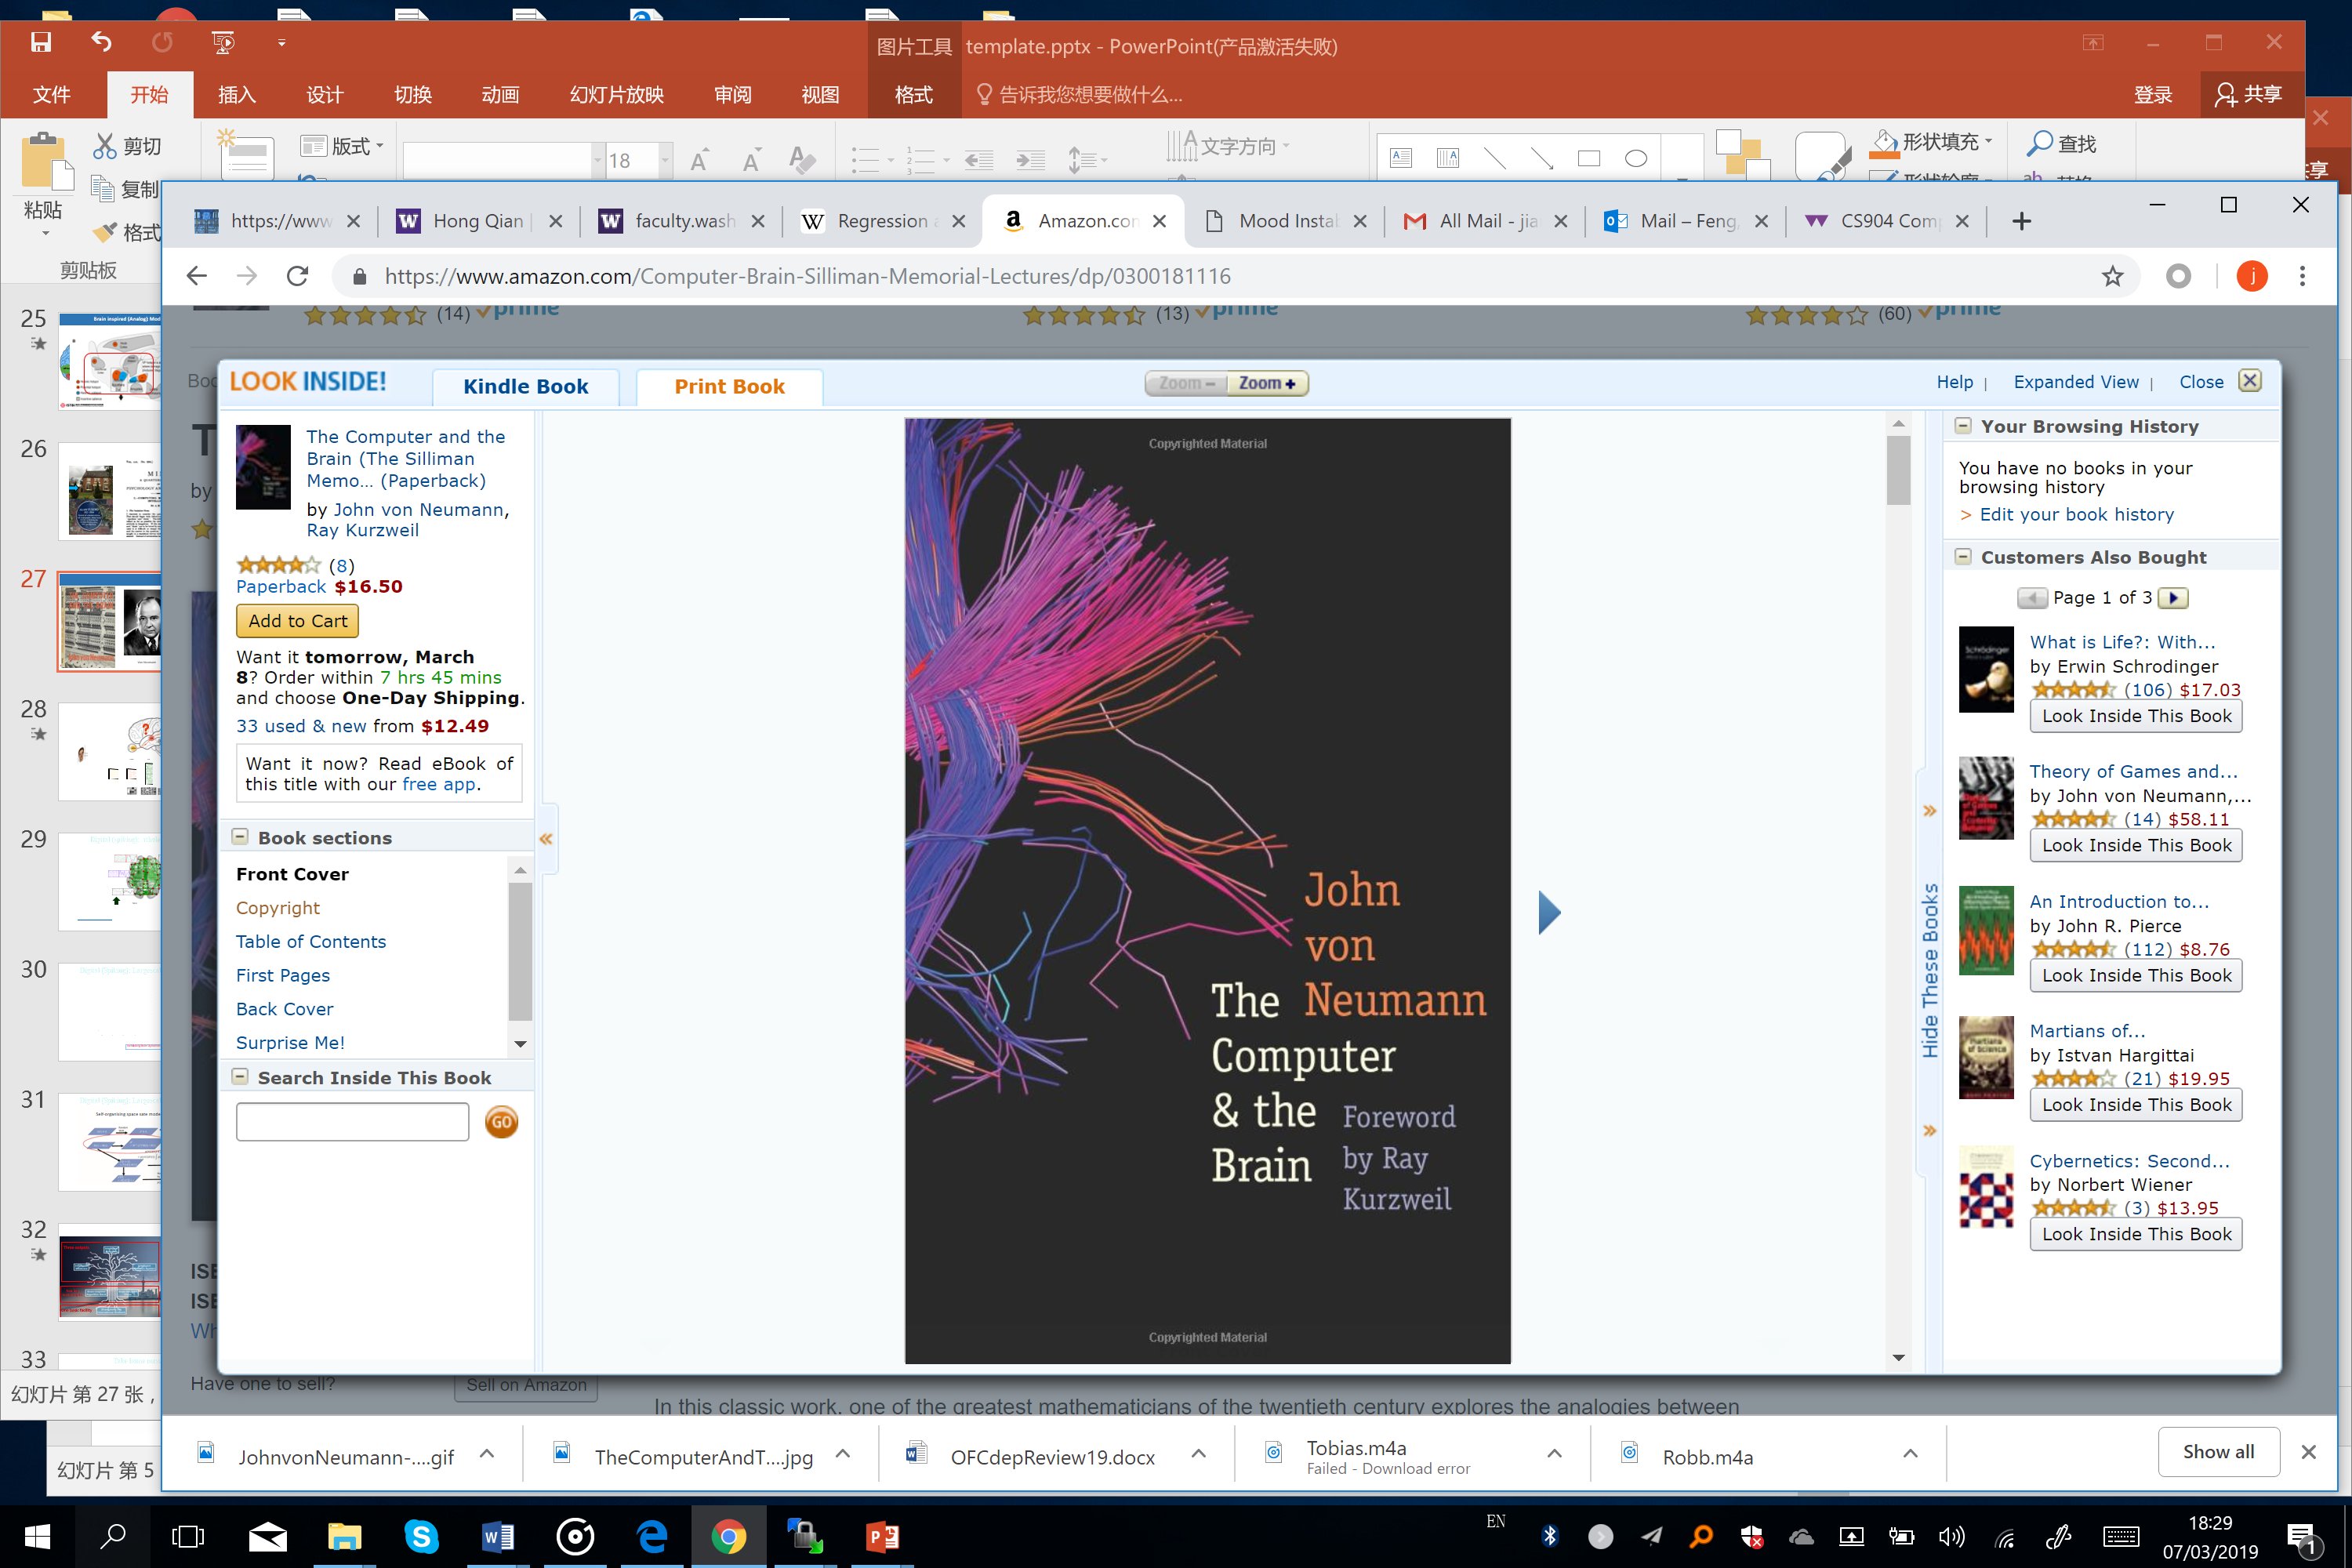 图片工具 template.pptx - PowerPoint(产品激活失败)
文件 开始 插入 设计 切换 动画 幻灯片放映 审阅 视图 格式 告诉我您想要做什么... 登录 共享
剪切
复制
格式
粘贴
剪贴板
版式
18
文字方向
形状填充
查找
https://www Hong Qian | faculty.wash Regression a Amazon.con Mood Instab All Mail - jia Mail – Feng, CS904 Comp
https://www.amazon.com/Computer-Brain-Silliman-Memorial-Lectures/dp/0300181116
j
(14) prime (13) prime (60) prime
25
26
27
28
29
30
31
32
33
幻灯片 第 27 张，
幻灯片 第 5
LOOK INSIDE! Kindle Book Print Book Zoom – Zoom + Help | Expanded View | Close
The Computer and the
Brain (The Silliman
Memo... (Paperback)
by John von Neumann,
Ray Kurzweil
(8)
Paperback $16.50
Add to Cart
Want it tomorrow, March
8? Order within 7 hrs 45 mins
and choose One-Day Shipping.
33 used & new from $12.49
Want it now? Read eBook of
this title with our free app.
Book sections
Front Cover
Copyright
Table of Contents
First Pages
Back Cover
Surprise Me!
Search Inside This Book
GO
Copyrighted Material
John
von
Neumann
The
Computer
& the
Brain
Foreword
by Ray
Kurzweil
Copyrighted Material
Hide These Books
Your Browsing History
You have no books in your
browsing history
> Edit your book history
Customers Also Bought
Page 1 of 3
What is Life?: With...
by Erwin Schrodinger
(106) $17.03
Look Inside This Book
Theory of Games and...
by John von Neumann,...
(14) $58.11
Look Inside This Book
An Introduction to...
by John R. Pierce
(112) $8.76
Look Inside This Book
Martians of...
by Istvan Hargittai
(21) $19.95
Look Inside This Book
Cybernetics: Second...
by Norbert Wiener
(3) $13.95
Look Inside This Book
Have one to sell? Sell on Amazon
In this classic work, one of the greatest mathematicians of the twentieth century explores the analogies between
JohnvonNeumann-....gif TheComputerAndT....jpg OFCdepReview19.docx Tobias.m4a Robb.m4a Show all
Failed - Download error
EN
18:29
07/03/2019
1